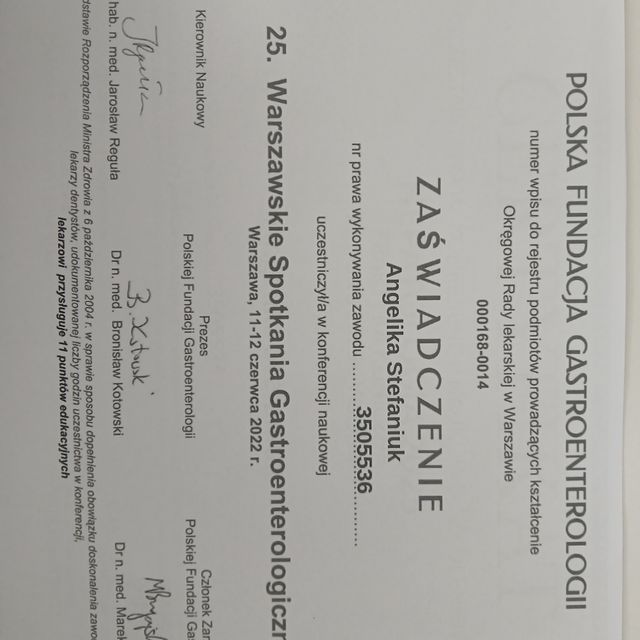 POLSKA FUNDACJA GASTROENTEROLOGII
numer wpisu do rejestru podmiotów prowadzących kształcenie
Okręgowej Rady lekarskiej w Warszawie
000168-0014
ZAŚWIADCZENIE
Angelika Stefaniuk
nr prawa wykonywania zawodu ...3505536...
uczestniczył/a w konferencji naukowej
25. Warszawskie Spotkania Gastroenterologiczn
Warszawa, 11-12 czerwca 2022 r.
Kierownik Naukowy
hab. n. med. Jarosław Reguła
Prezes
Polskiej Fundacji Gastroenterologii
Dr n. med. Bronisław Kotowski
Członek Zar
Polskiej Fundacji Gas
Dr n. med. Marek
dstawie Rozporządzenia Ministra Zdrowia z 6 października 2004 r. w sprawie sposobu dopełnienia obowiązku doskonalenia zawo
lekarzy dentystów, udokumentowanej liczby godzin uczestnictwa w konferencji,
lekarzowi przysługuje 11 punktów edukacyjnych